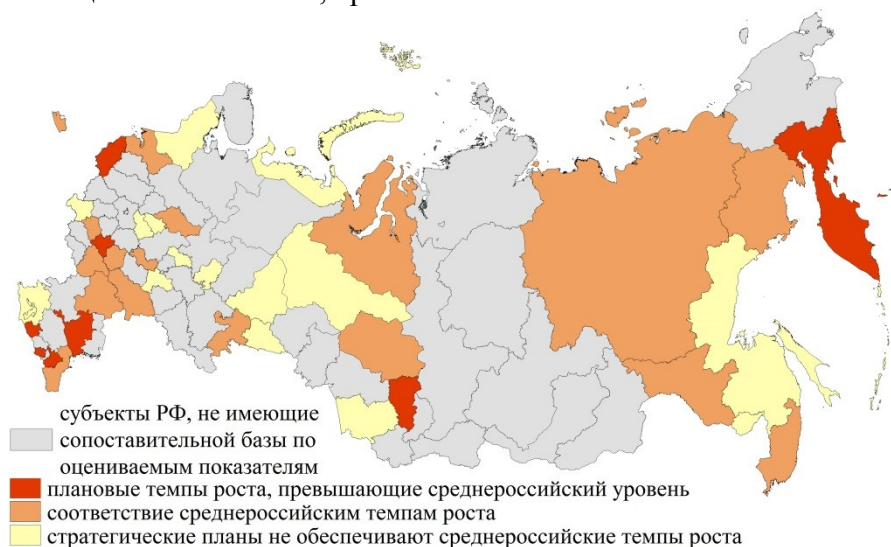 субъекты РФ, не имеющие
сопоставительной базы по
оцениваемым показателям
плановые темпы роста, превышающие среднероссийский уровень
соответствие среднероссийским темпам роста
стратегические планы не обеспечивают среднероссийские темпы роста